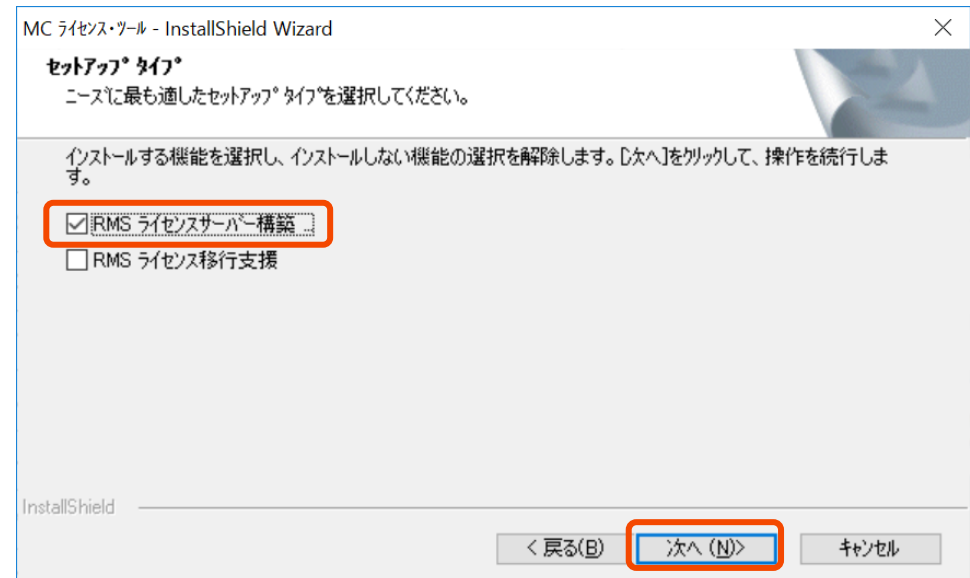 MC ﾗｲｾﾝｽ・ﾂｰﾙ - InstallShield Wizard
ｾｯﾄｱｯﾌﾟ ﾀｲﾌﾟ
ニーズに最も適したｾｯﾄｱｯﾌﾟ ﾀｲﾌﾟを選択してください。
インストールする機能を選択し、インストールしない機能の選択を解除します。[次へ]をクリックして、操作を続行しま
す。
RMS ライセンスサーバー構築 ...
RMS ライセンス移行支援
InstallShield
< 戻る(B)
次へ (N)>
ｷｬﾝｾﾙ